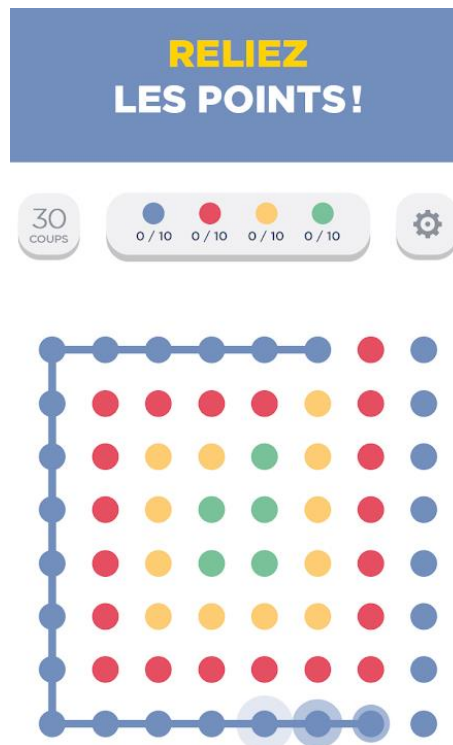 RELIEZ
LES POINTS !
30
COUPS
0 / 10 0 / 10 0 / 10 0 / 10